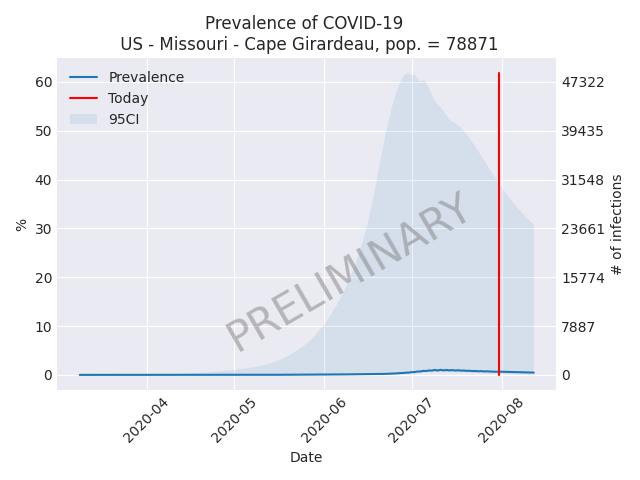 Prevalence of COVID-19
US - Missouri - Cape Girardeau, pop. = 78871
Prevalence
Today
95CI
60
50
40
30
20
10
0
%
47322
39435
31548
23661
15774
7887
0
# of infections
PRELIMINARY
2020-04
2020-05
2020-06
2020-07
2020-08
Date